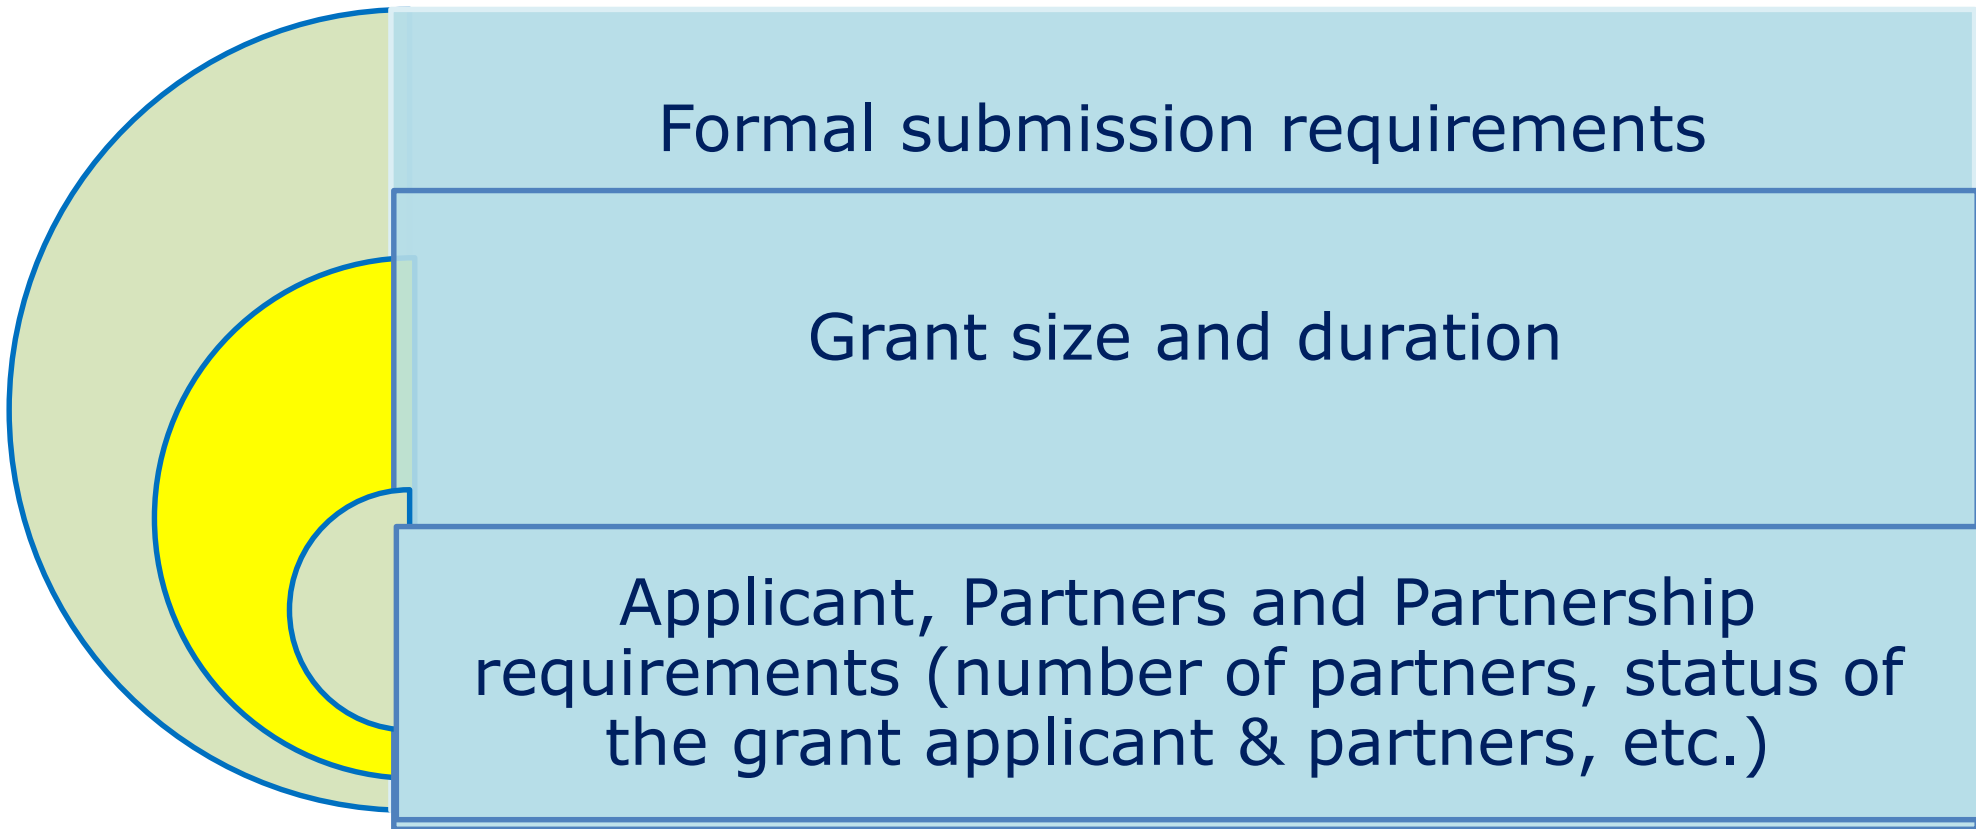 Formal submission requirements
Grant size and duration
Applicant, Partners and Partnership
requirements (number of partners, status of
the grant applicant & partners, etc.)